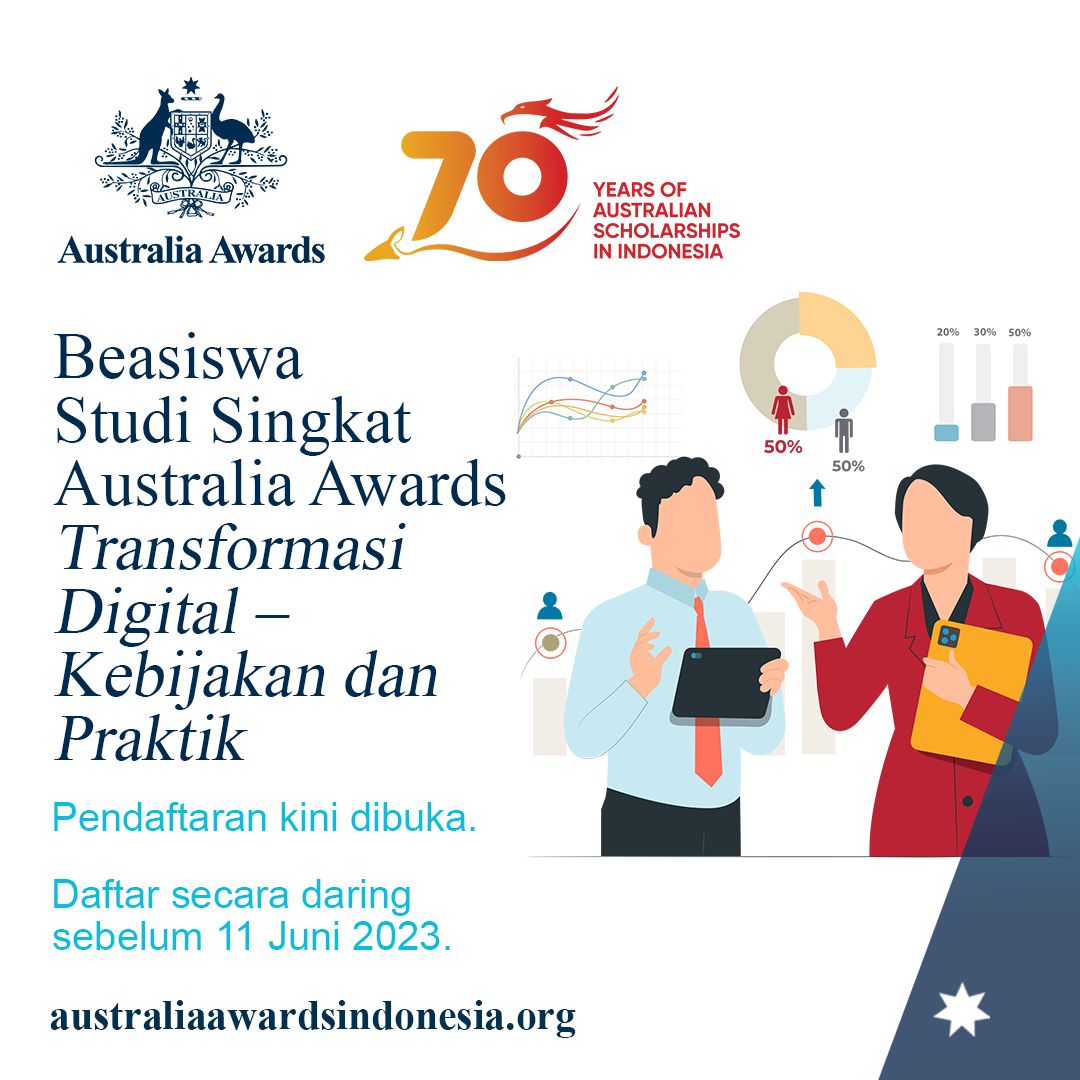 AUSTRALIA
Australia Awards
70
YEARS OF
AUSTRALIAN
SCHOLARSHIPS
IN INDONESIA
Beasiswa
Studi Singkat
Australia Awards
Transformasi
Digital –
Kebijakan dan
Praktik
20% 30% 50%
50%
50%
Pendaftaran kini dibuka.
Daftar secara daring
sebelum 11 Juni 2023.
australiaawardsindonesia.org